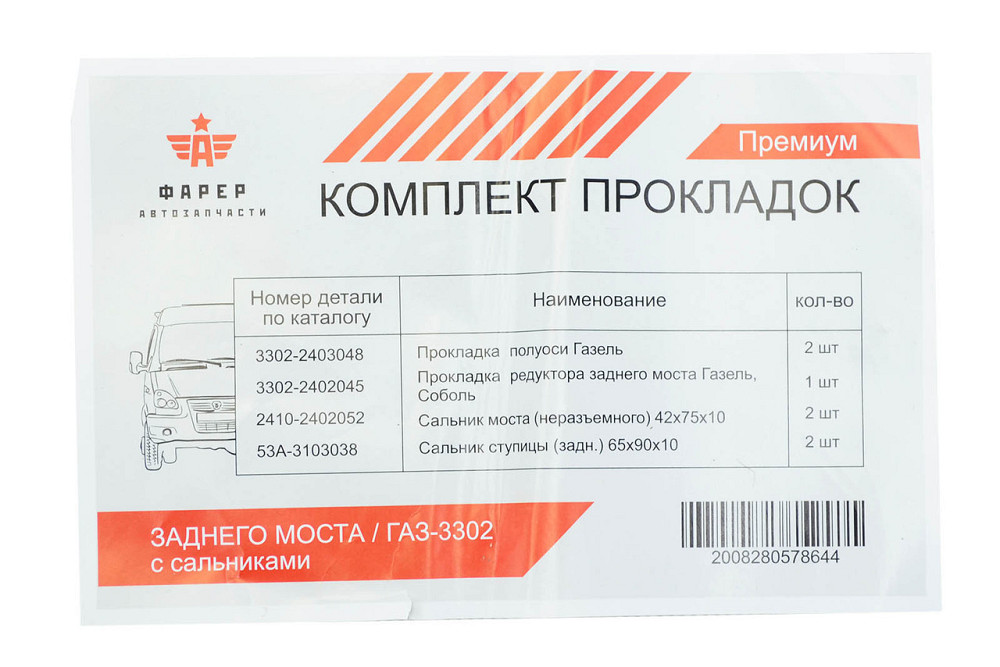 Премиум
ФАРЕР
АВТОЗАПЧАСТИ
КОМПЛЕКТ ПРОКЛАДОК
Номер детали
по каталогу
Наименование
кол-во
3302-2403048
Прокладка полуоси Газель
2 шт
3302-2402045
Прокладка редуктора заднего моста Газель,
Соболь
1 шт
2410-2402052
Сальник моста (неразъемного) 42x75x10
2 шт
53А-3103038
Сальник ступицы (задн.) 65x90x10
2 шт
ЗАДНЕГО МОСТА / ГАЗ-3302
с сальниками
2008280578644